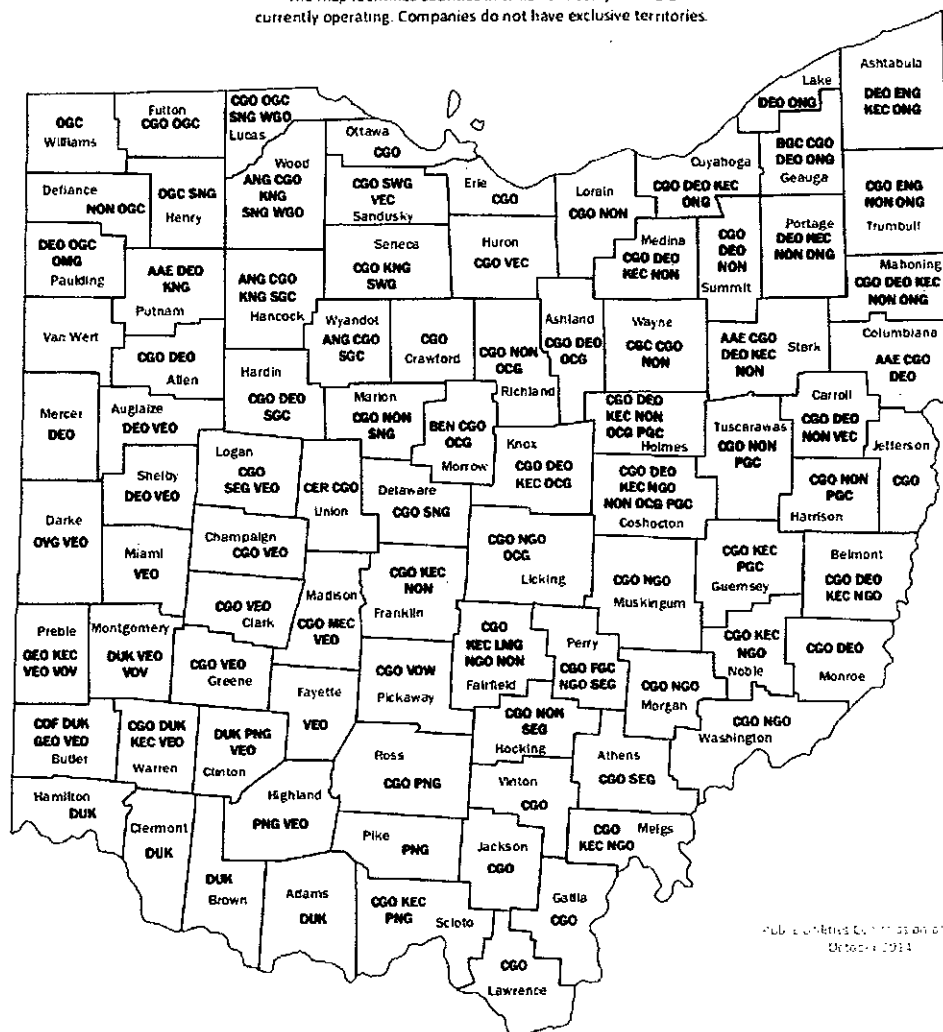 currently operating. Companies do not have exclusive territories.
OGC
Williams
Fulton
CGO OGC
CGO OGC
SNG WGO
Lucas
Ottawa
CGO
Lake
DEO ONG
Ashtabula
DEO ENG
KEC ONG
Defiance
NON OGC
OGC SNG
Henry
Wood
ANG CGO
KNG
SNG WGO
CGO SWG
VEC
Sandusky
Erie
CGO
Lorain
CGO NON
Cuyahoga
CGO DEO KEC
ONG
BGC CGO
DEO ONG
Geauga
CGO ENG
NON ONG
Trumbull
DEO OGC
OMG
Paulding
AAE DEO
KNG
Putnam
ANG CGO
KNG SGC
Hancock
Seneca
CGO KNG
SWG
Huron
CGO VEC
Medina
CGO DEO
KEC NON
CGO
DEO
NON
Summit
Portage
DEO NEC
NON ONG
Mahoning
CGO DEO KEC
NON ONG
Van Wert
CGO DEO
Allen
Hardin
CGO DEO
SGC
Wyandot
ANG CGO
SGC
CGO
Crawford
CGO NON
OCG
Richland
Ashland
CGO DEO
OCG
Wayne
CGC CGO
NON
AAE CGO
DEO KEC
NON
Stark
Columbiana
AAE CGO
DEO
Mercer
DEO
Auglaize
DEO VEO
Marion
CGO NON
SNG
BEN CGO
OCG
Morrow
Knox
CGO DEO
KEC OCG
CGO DEO
KEC NON
OCG PGC
Holmes
Tuscarawas
CGO NON
PGC
Carroll
CGO DEO
NON VEC
Jefferson
CGO
Shelby
DEO VEO
Logan
CGO
SEG VEO
CER CGO
Union
Delaware
CGO SNG
CGO DEO
KEC NGO
NON OCG PGC
Coshocton
CGO NON
PGC
Harrison
Darke
OVG VEO
Miami
VEO
Champaign
CGO VEO
CGO NGO
OCG
Licking
CGO NGO
Muskingum
CGO KEC
PGC
Guernsey
Belmont
CGO DEO
KEC NGO
CGO VEO
Clark
Madison
CGO MEC
VEO
CGO KEC
NON
Franklin
Preble
GEO KEC
VEO VOV
Montgomery
DUK VEO
VOV
CGO VEO
Greene
Fayette
VEO
CGO VOW
Pickaway
CGO
KEC LMG
NGO NON
Fairfield
Perry
CGO FGC
NGO SEG
CGO NGO
Morgan
CGO KEC
NGO
Noble
CGO DEO
Monroe
COF DUK
GEO VEO
Butler
CGO DUK
KEC VEO
Warren
DUK PNG
VEO
Clinton
Ross
CGO PNG
CGO NON
SEG
Hocking
Athens
CGO SEG
CGO NGO
Washington
Hamilton
DUK
Clermont
DUK
Highland
PNG VEO
Pike
PNG
Vinton
CGO
Jackson
CGO
CGO
KEC NGO
Meigs
DUK
Brown
Adams
DUK
CGO KEC
PNG
Scioto
Gallia
CGO
CGO
Lawrence
October 2014